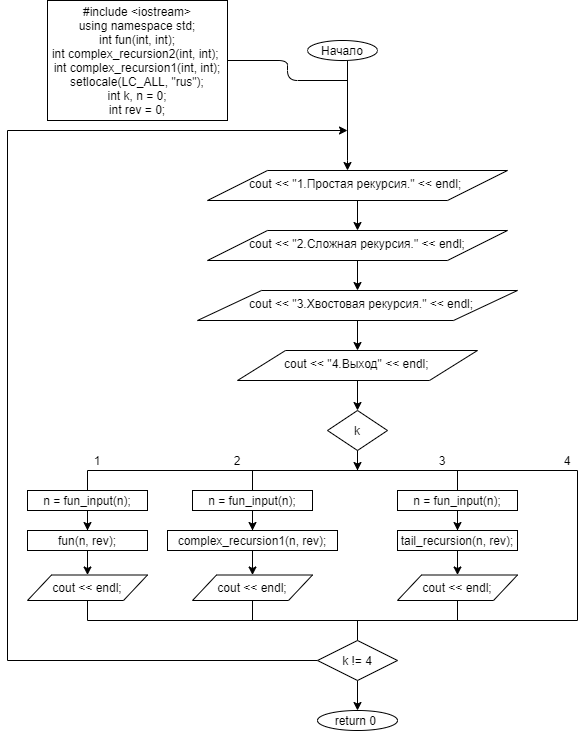 #include <iostream>
using namespace std;
int fun(int, int);
int complex_recursion2(int, int);
int complex_recursion1(int, int);
setlocale(LC_ALL, "rus");
int k, n = 0;
int rev = 0;
Начало
cout << "1.Простая рекурсия." << endl;
cout << "2.Сложная рекурсия." << endl;
cout << "3.Хвостовая рекурсия." << endl;
cout << "4.Выход" << endl;
k
1
2
3
4
n = fun_input(n);
n = fun_input(n);
n = fun_input(n);
fun(n, rev);
complex_recursion1(n, rev);
tail_recursion(n, rev);
cout << endl;
cout << endl;
cout << endl;
k != 4
return 0